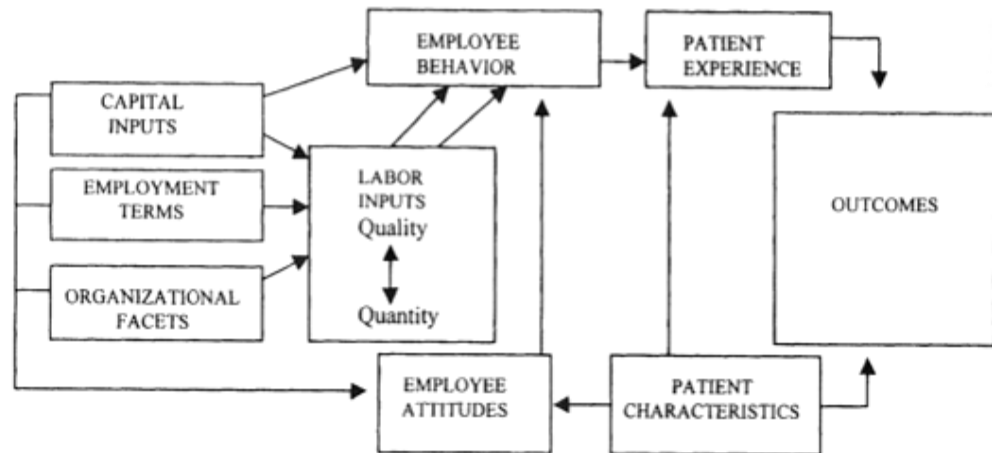 EMPLOYEE
BEHAVIOR
PATIENT
EXPERIENCE
CAPITAL
INPUTS
EMPLOYMENT
TERMS
ORGANIZATIONAL
FACETS
LABOR
INPUTS
Quality
Quantity
OUTCOMES
EMPLOYEE
ATTITUDES
PATIENT
CHARACTERISTICS